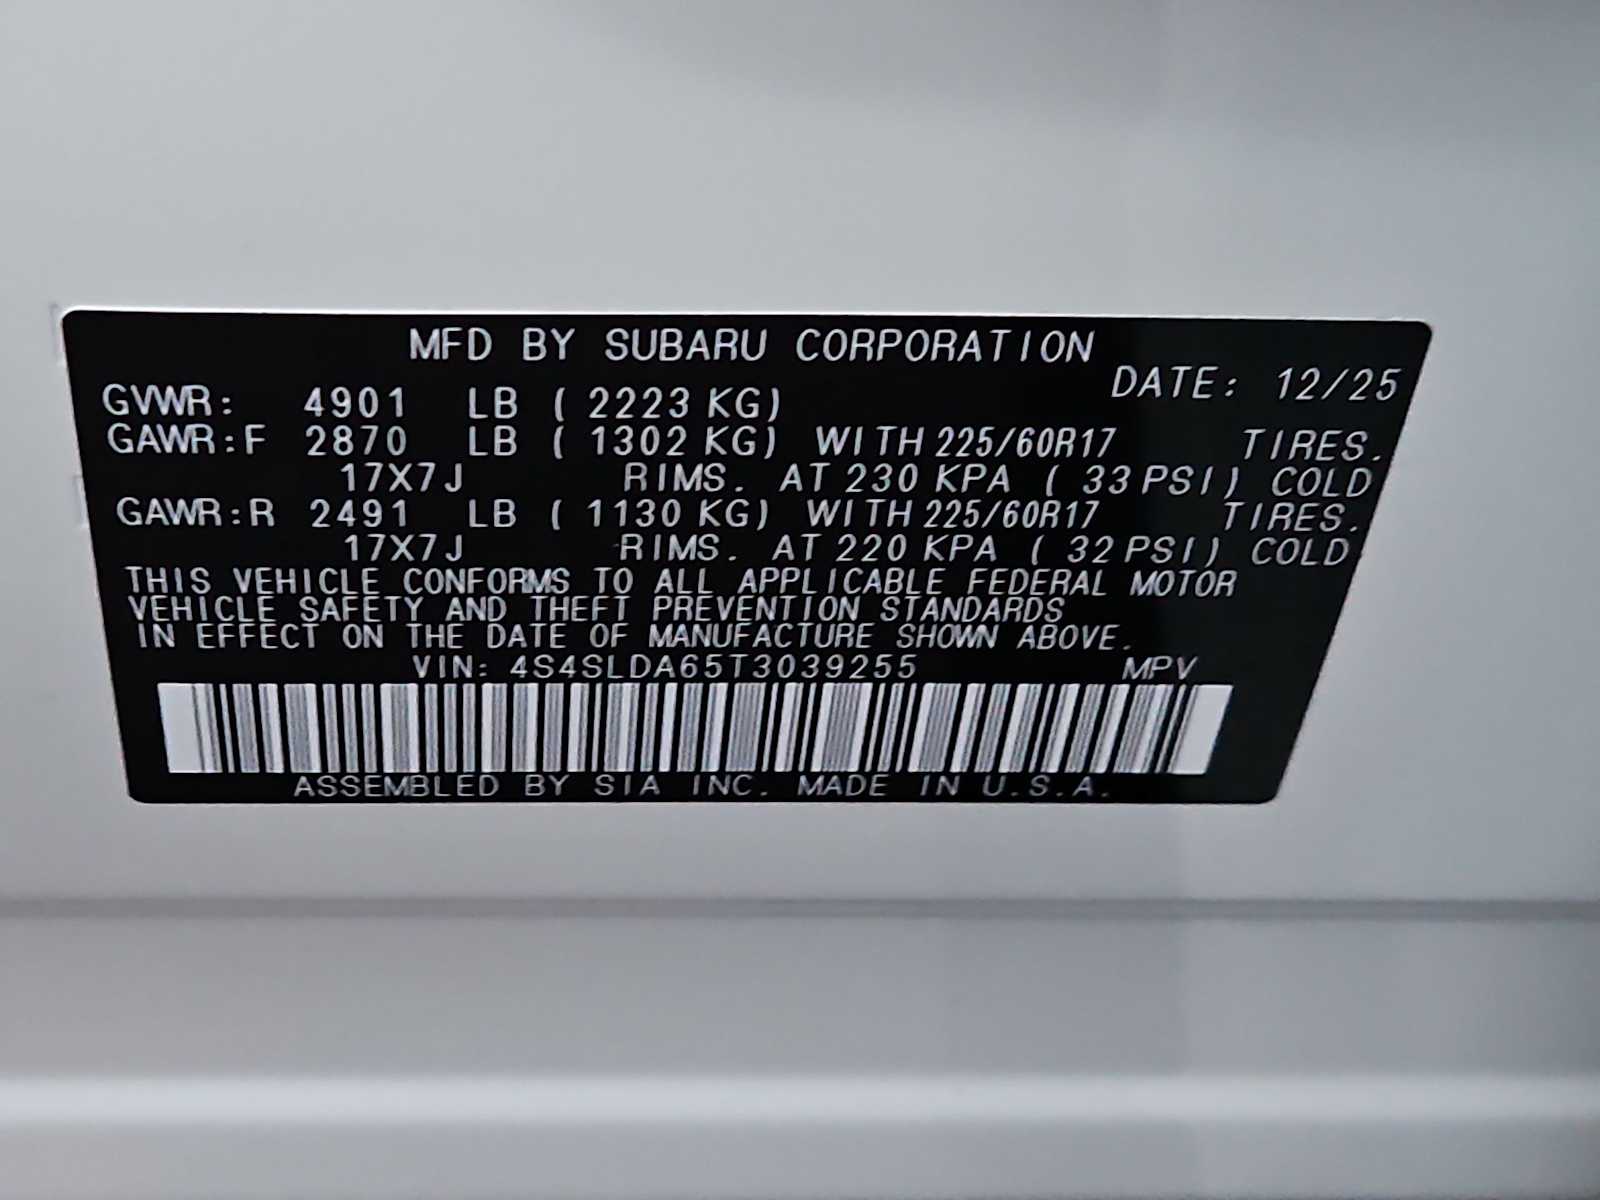 MFD BY SUBARU CORPORATION
DATE: 12/25
GVWR: 4901 LB ( 2223 KG)
GAWR:F 2870 LB ( 1302 KG) WITH 225/60R17 TIRES.
17X7J RIMS. AT 230 KPA ( 33 PSI) COLD
GAWR:R 2491 LB ( 1130 KG) WITH 225/60R17 TIRES.
17X7J RIMS. AT 220 KPA ( 32 PSI) COLD
THIS VEHICLE CONFORMS TO ALL APPLICABLE FEDERAL MOTOR
VEHICLE SAFETY AND THEFT PREVENTION STANDARDS
IN EFFECT ON THE DATE OF MANUFACTURE SHOWN ABOVE.
VIN: 4S4SLDA65T3039255 MPV
ASSEMBLED BY SIA INC. MADE IN U.S.A.